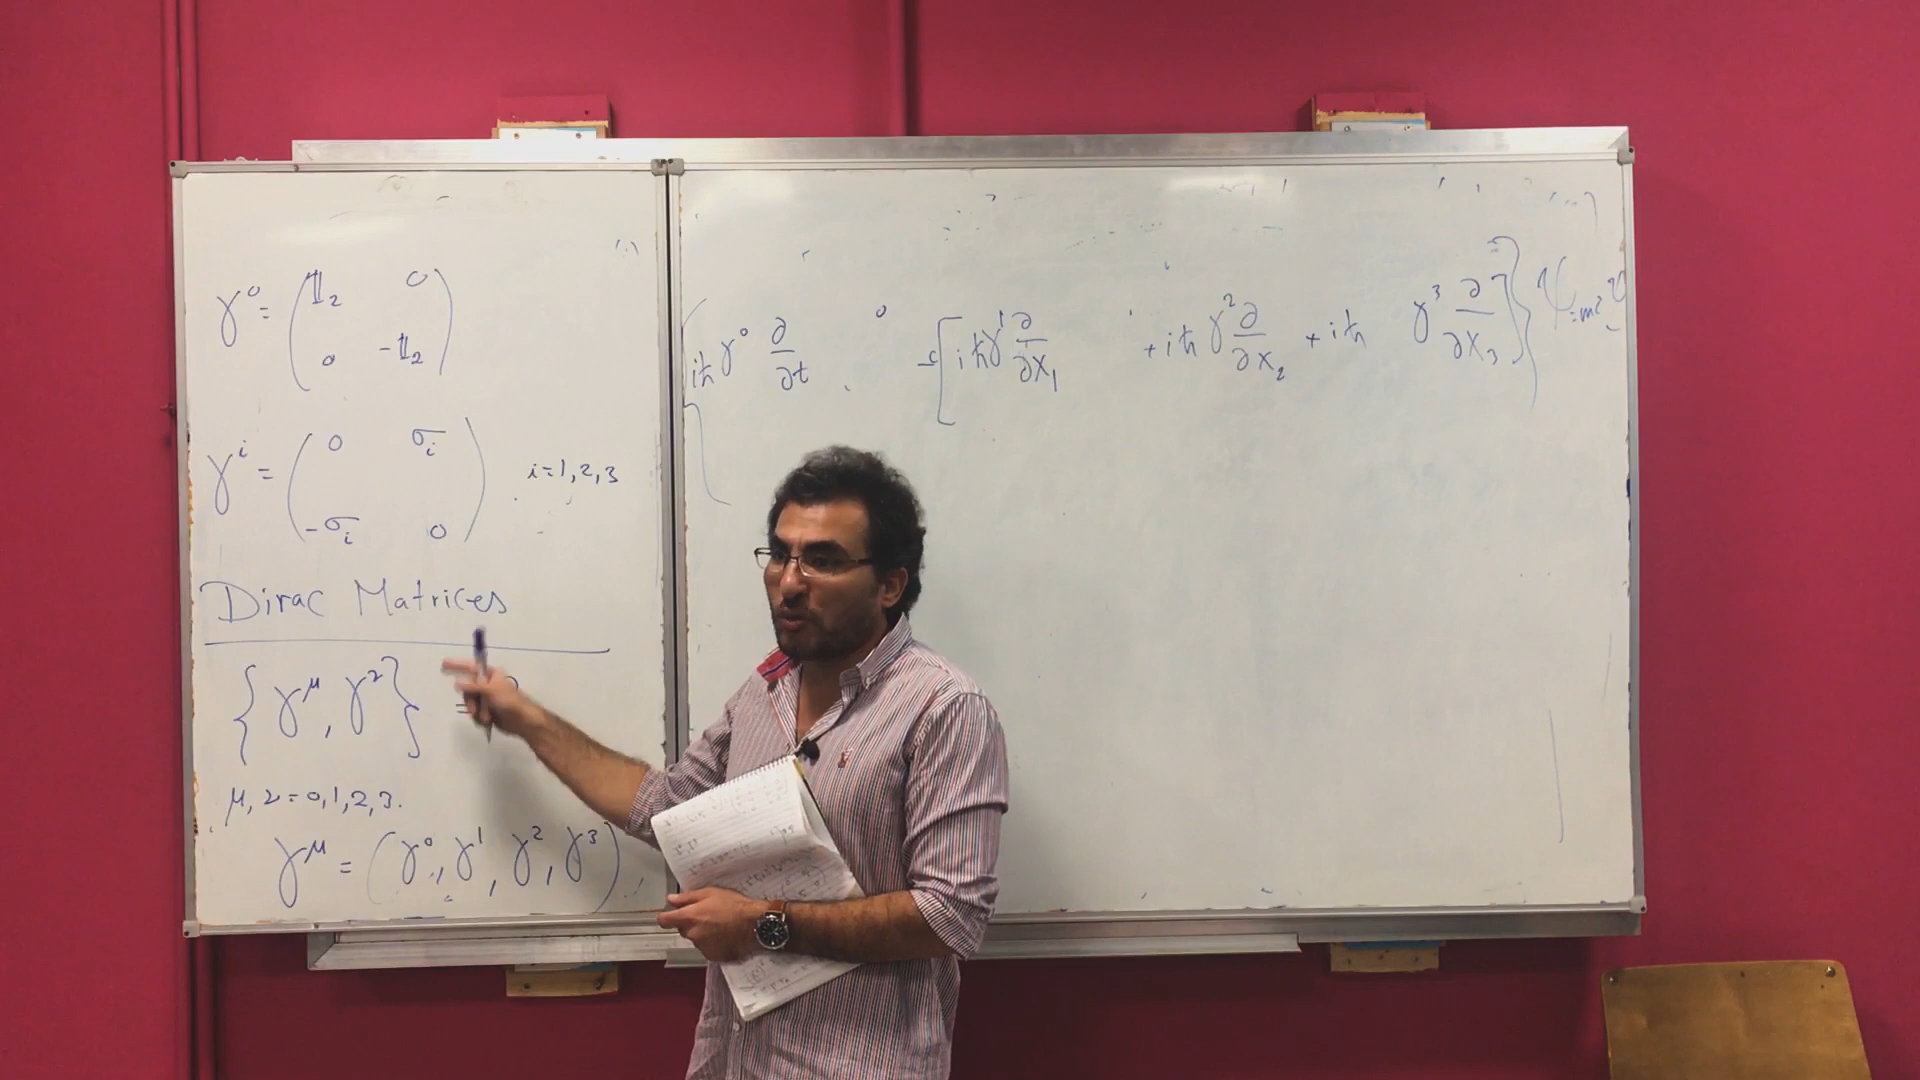 γ⁰ = ( 𝟙₂ 0
0 -𝟙₂ )
γⁱ = ( 0 σᵢ
-σᵢ 0 ) i=1,2,3
Dirac Matrices
{ γ^μ, γ^ν } =
μ, ν = 0,1,2,3.
γ^μ = (γ⁰, γ¹, γ², γ³)
{ iħ γ⁰ ∂/∂t - c [ iħ γ¹ ∂/∂x₁ + iħ γ² ∂/∂x₂ + iħ γ³ ∂/∂x₃ ] } ψ = mc² ψ